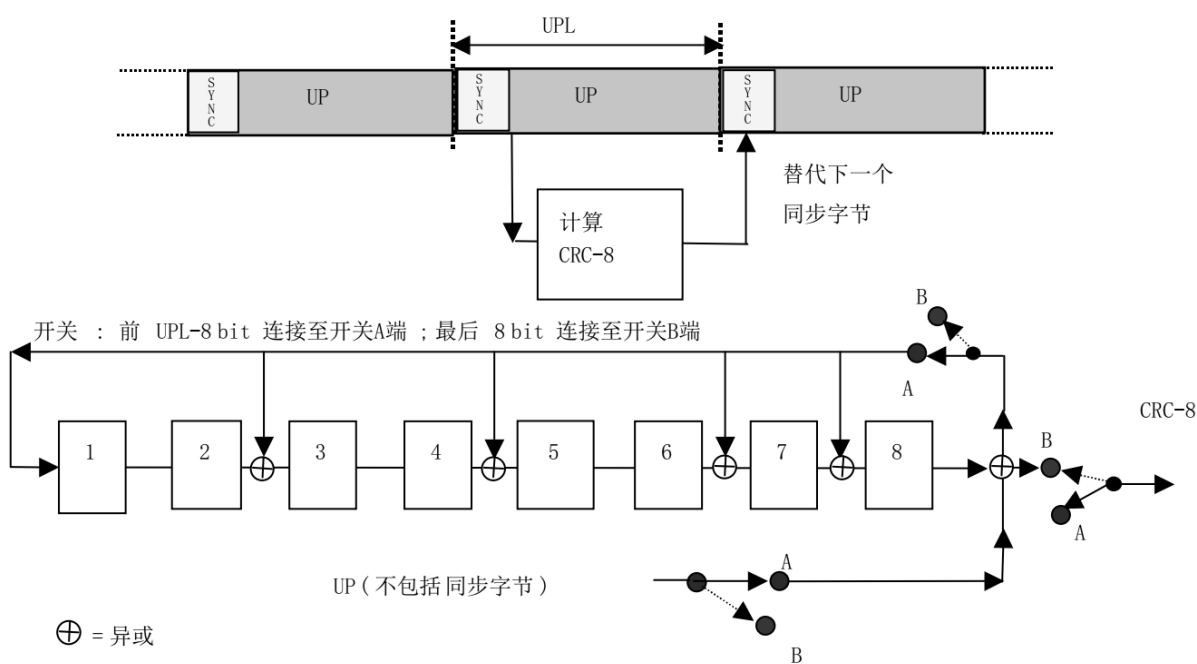 UPL
SYNC
UP
SYNC
UP
SYNC
UP
替代下一个
同步字节
计算
CRC-8
B
开关 : 前 UPL-8 bit 连接至开关A端 ; 最后 8 bit 连接至开关B端
A
CRC-8
1
2
3
4
5
6
7
8
B
A
UP ( 不包括同步字节 )
A
B
⊕ = 异或